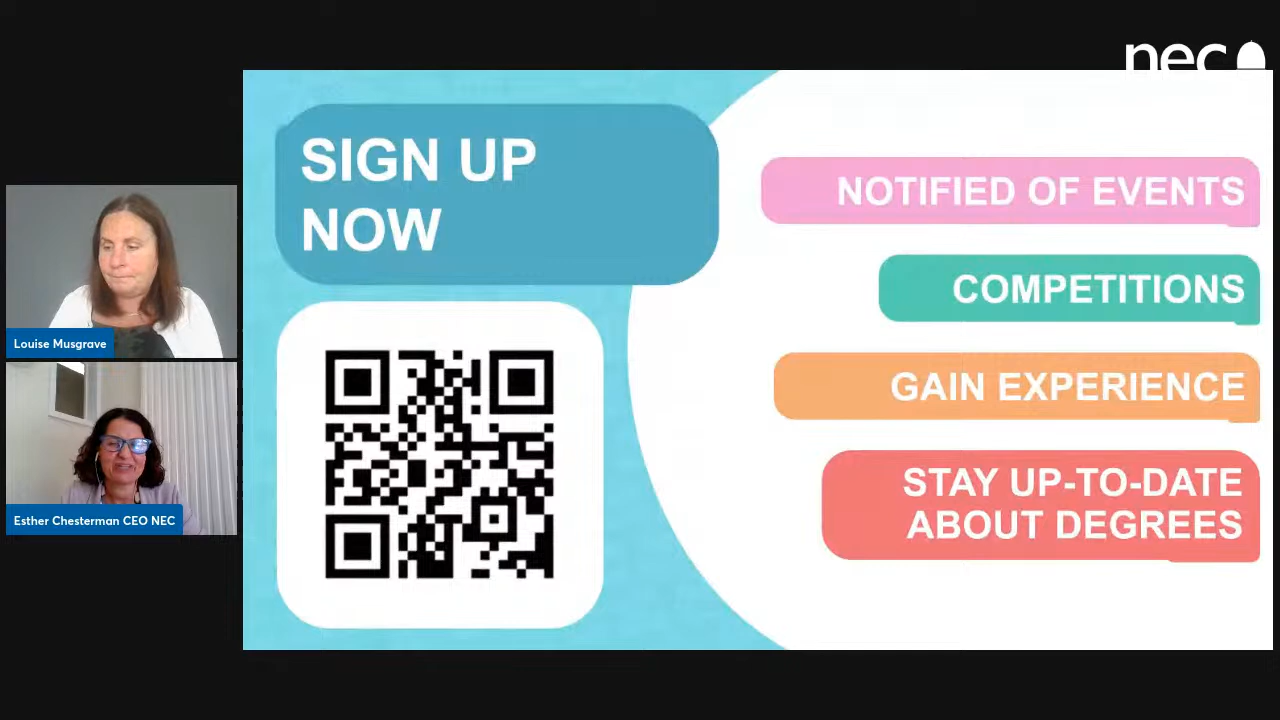 nec
SIGN UP
NOW
NOTIFIED OF EVENTS
COMPETITIONS
GAIN EXPERIENCE
STAY UP-TO-DATE
ABOUT DEGREES
Louise Musgrave
Esther Chesterman CEO NEC